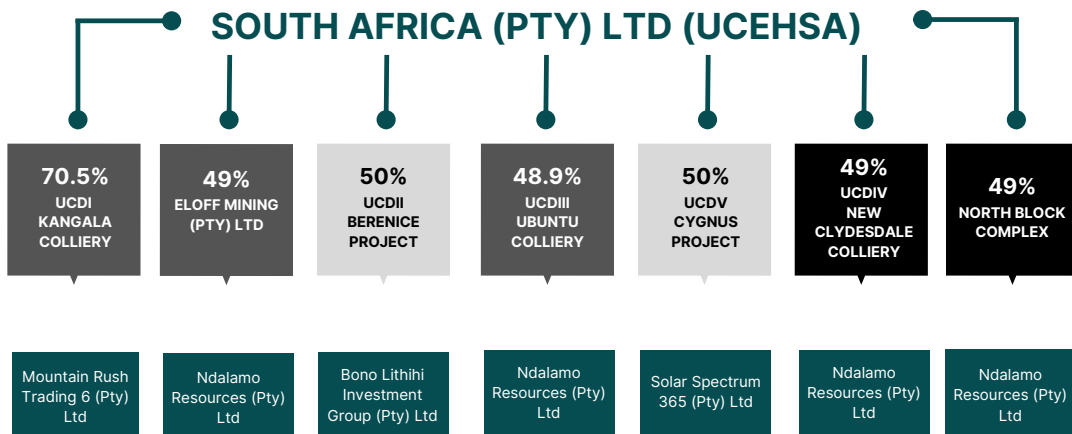 SOUTH AFRICA (PTY) LTD (UCEHSA)
70.5%
UCDI
KANGALA
COLLIERY
49%
ELOFF MINING
(PTY) LTD
50%
UCDII
BERENICE
PROJECT
48.9%
UCDIII
UBUNTU
COLLIERY
50%
UCDV
CYGNUS
PROJECT
49%
UCDIV
NEW
CLYDESDALE
COLLIERY
49%
NORTH BLOCK
COMPLEX
Mountain Rush
Trading 6 (Pty)
Ltd
Ndalamo
Resources (Pty)
Ltd
Bono Lithihi
Investment
Group (Pty) Ltd
Ndalamo
Resources (Pty)
Ltd
Solar Spectrum
365 (Pty) Ltd
Ndalamo
Resources (Pty)
Ltd
Ndalamo
Resources (Pty)
Ltd